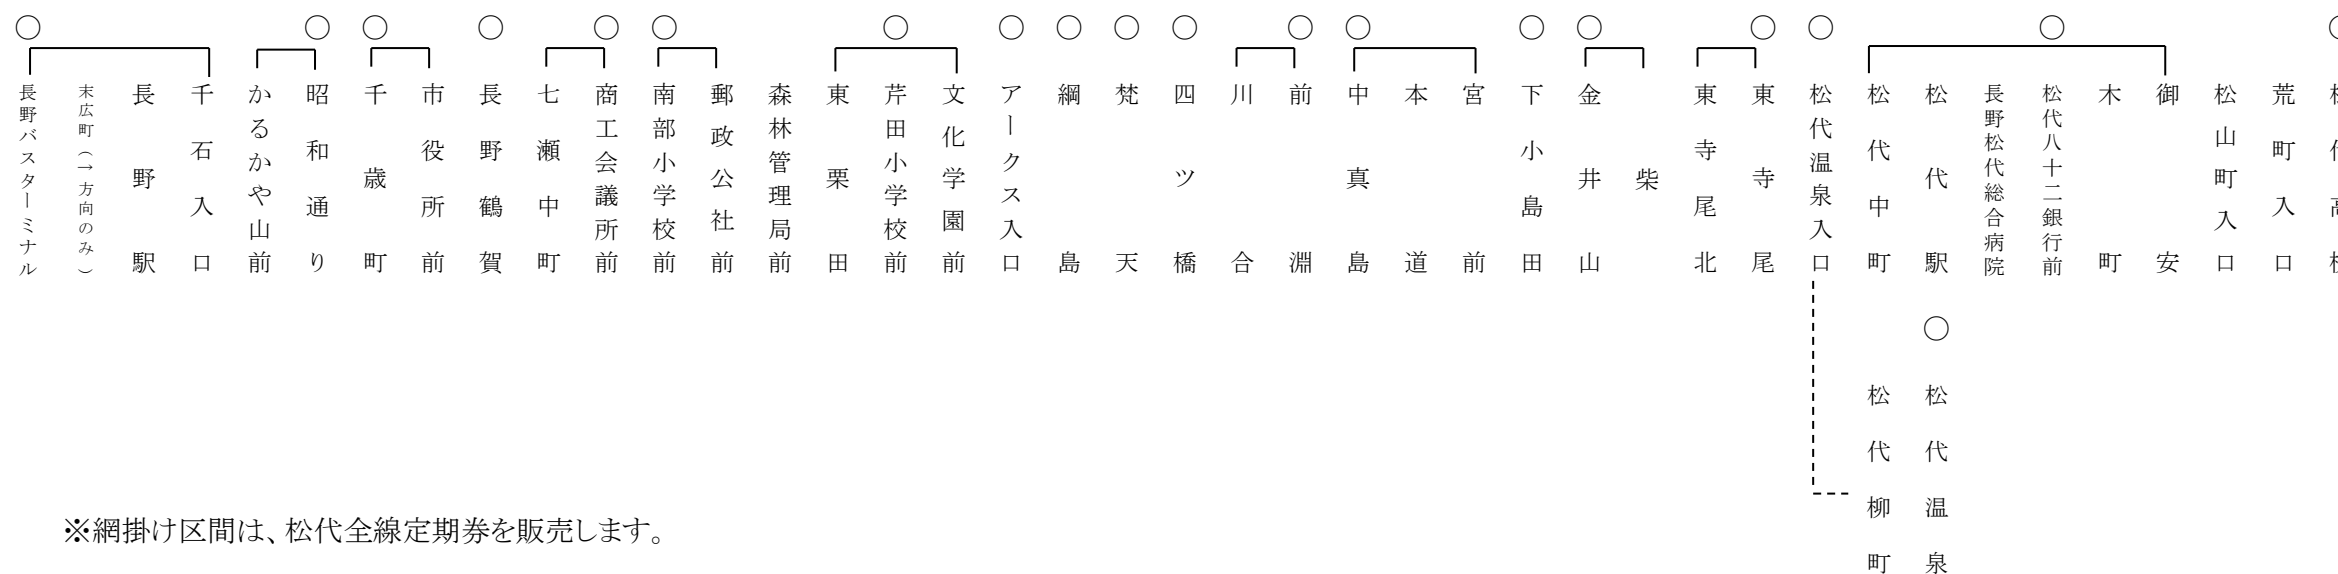 ○ ○ ○ ○ ○ ○ ○ ○ ○ ○ ○ ○ ○ ○ ○ ○ ○ ○
長野バスターミナル
末広町（→方向のみ）
長野駅
千石入口
かるかや山前
昭和通り
千歳町
市役所前
長野鶴賀
七瀬中町
商工会議所前
南部小学校前
郵政公社前
森林管理局前
東栗田
芹田小学校前
文化学園前
アークス入口
綱島
梵天
四ツ橋
川合
前淵
中真島
本道
宮前
下小島田
金井山
柴
東寺尾北
東寺尾
松代温泉入口
松代中町
松代駅
長野松代総合病院
松代八十二銀行前
木町
御安
松山町入口
荒町入口
○
松代柳町
松代温泉
※網掛け区間は、松代全線定期券を販売します。